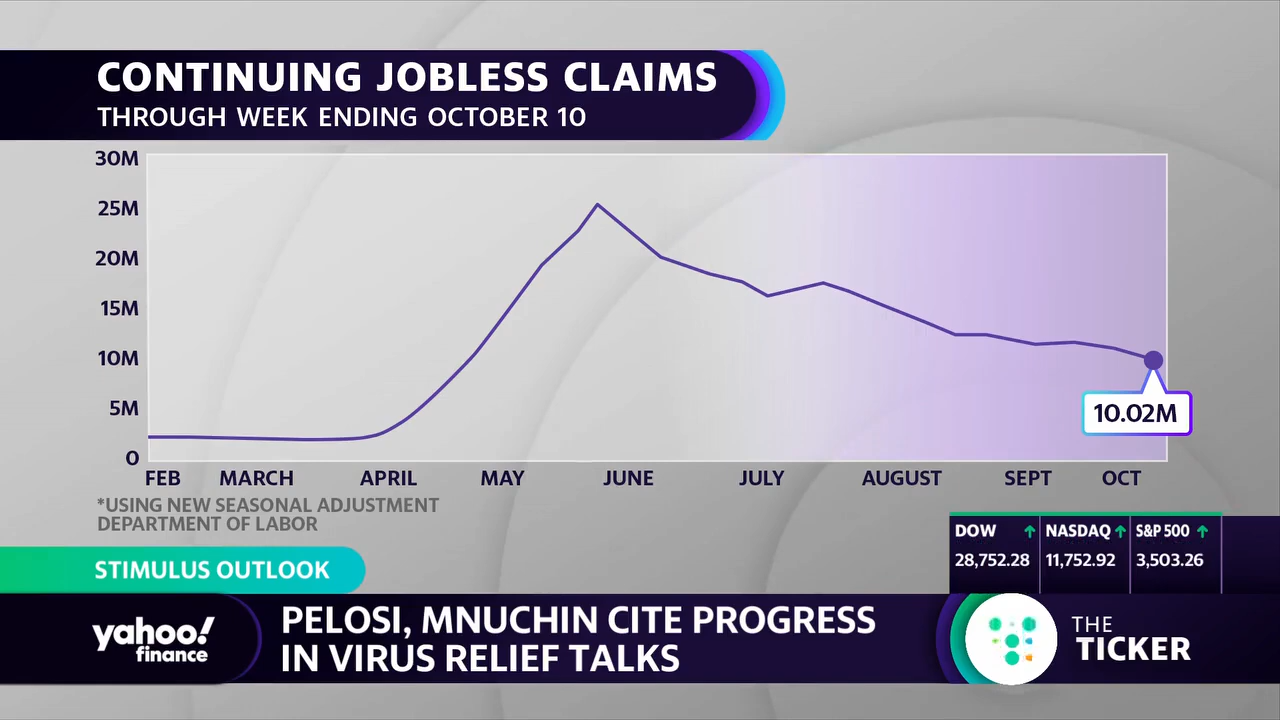 CONTINUING JOBLESS CLAIMS
THROUGH WEEK ENDING OCTOBER 10
30M
25M
20M
15M
10M
5M
0
10.02M
FEB MARCH APRIL MAY JUNE JULY AUGUST SEPT OCT
*USING NEW SEASONAL ADJUSTMENT
DEPARTMENT OF LABOR
DOW NASDAQ S&P 500
28,752.28 11,752.92 3,503.26
STIMULUS OUTLOOK
yahoo!
finance
PELOSI, MNUCHIN CITE PROGRESS
IN VIRUS RELIEF TALKS
THE
TICKER